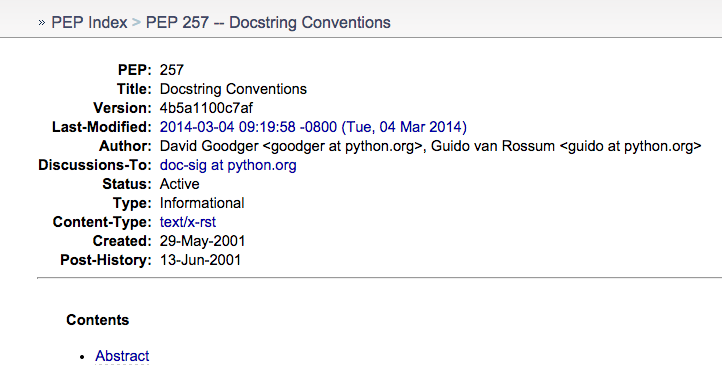 » PEP Index > PEP 257 -- Docstring Conventions
PEP: 257
Title: Docstring Conventions
Version: 4b5a1100c7af
Last-Modified: 2014-03-04 09:19:58 -0800 (Tue, 04 Mar 2014)
Author: David Goodger <goodger at python.org>, Guido van Rossum <guido at python.org>
Discussions-To: doc-sig at python.org
Status: Active
Type: Informational
Content-Type: text/x-rst
Created: 29-May-2001
Post-History: 13-Jun-2001
Contents
• Abstract